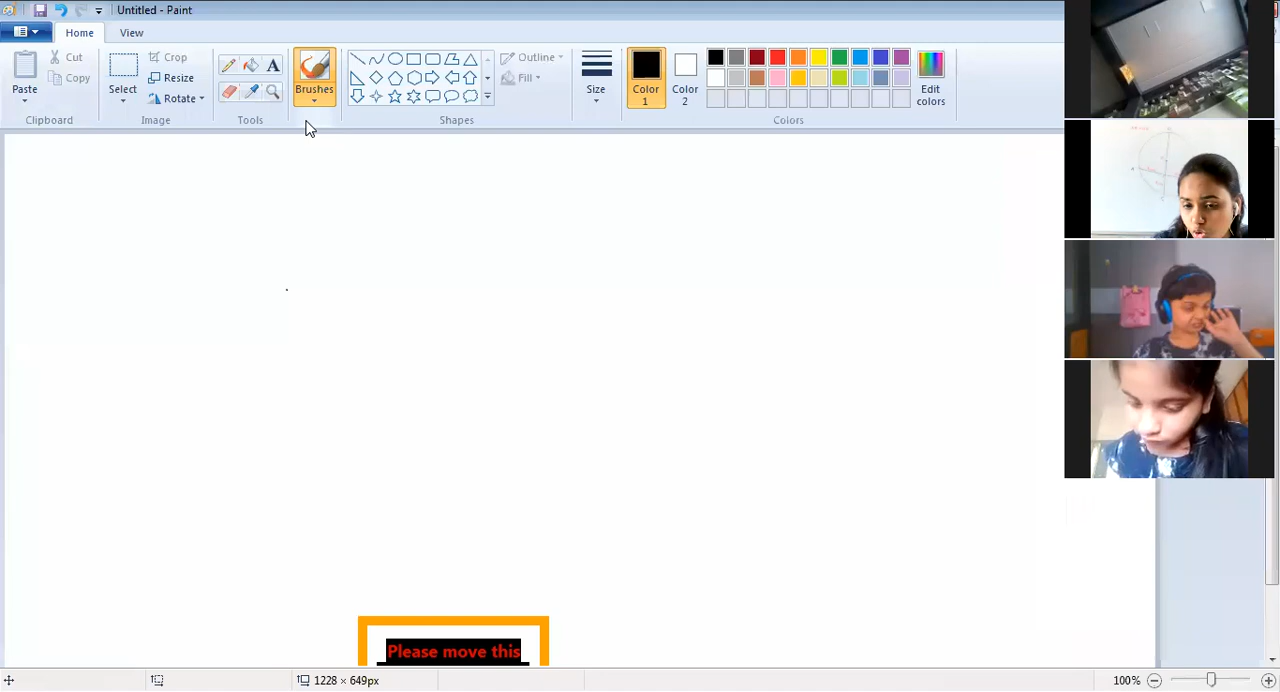 Untitled - Paint
Home
View
Paste
Cut
Copy
Clipboard
Select
Crop
Resize
Rotate
Image
A
Tools
Brushes
Outline
Fill
Shapes
Size
Color
1
Color
2
Edit
colors
Colors
Please move this
1228 × 649px
100%